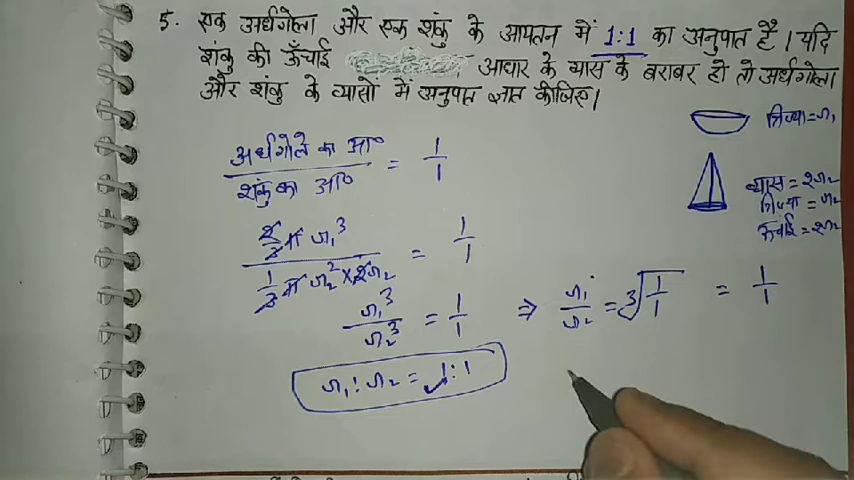 5. एक अर्धगोला और एक शंकु के आयतन में 1:1 का अनुपात है। यदि
शंकु की ऊँचाई आधार के व्यास के बराबर हो तो अर्धगोला
और शंकु के व्यासो में अनुपात ज्ञात कीजिए।
त्रिज्या = r₁
व्यास = 2r₂
त्रिज्या = r₂
ऊंचाई = 2r₂
अर्धगोले का आ° / शंकु का आ° = 1/1
2/3 π r₁³ / 1/3 π r₂² × 2r₂ = 1/1
r₁³ / r₂³ = 1/1 ⇒ r₁/r₂ = ³√1/1 = 1/1
r₁ : r₂ = 1:1